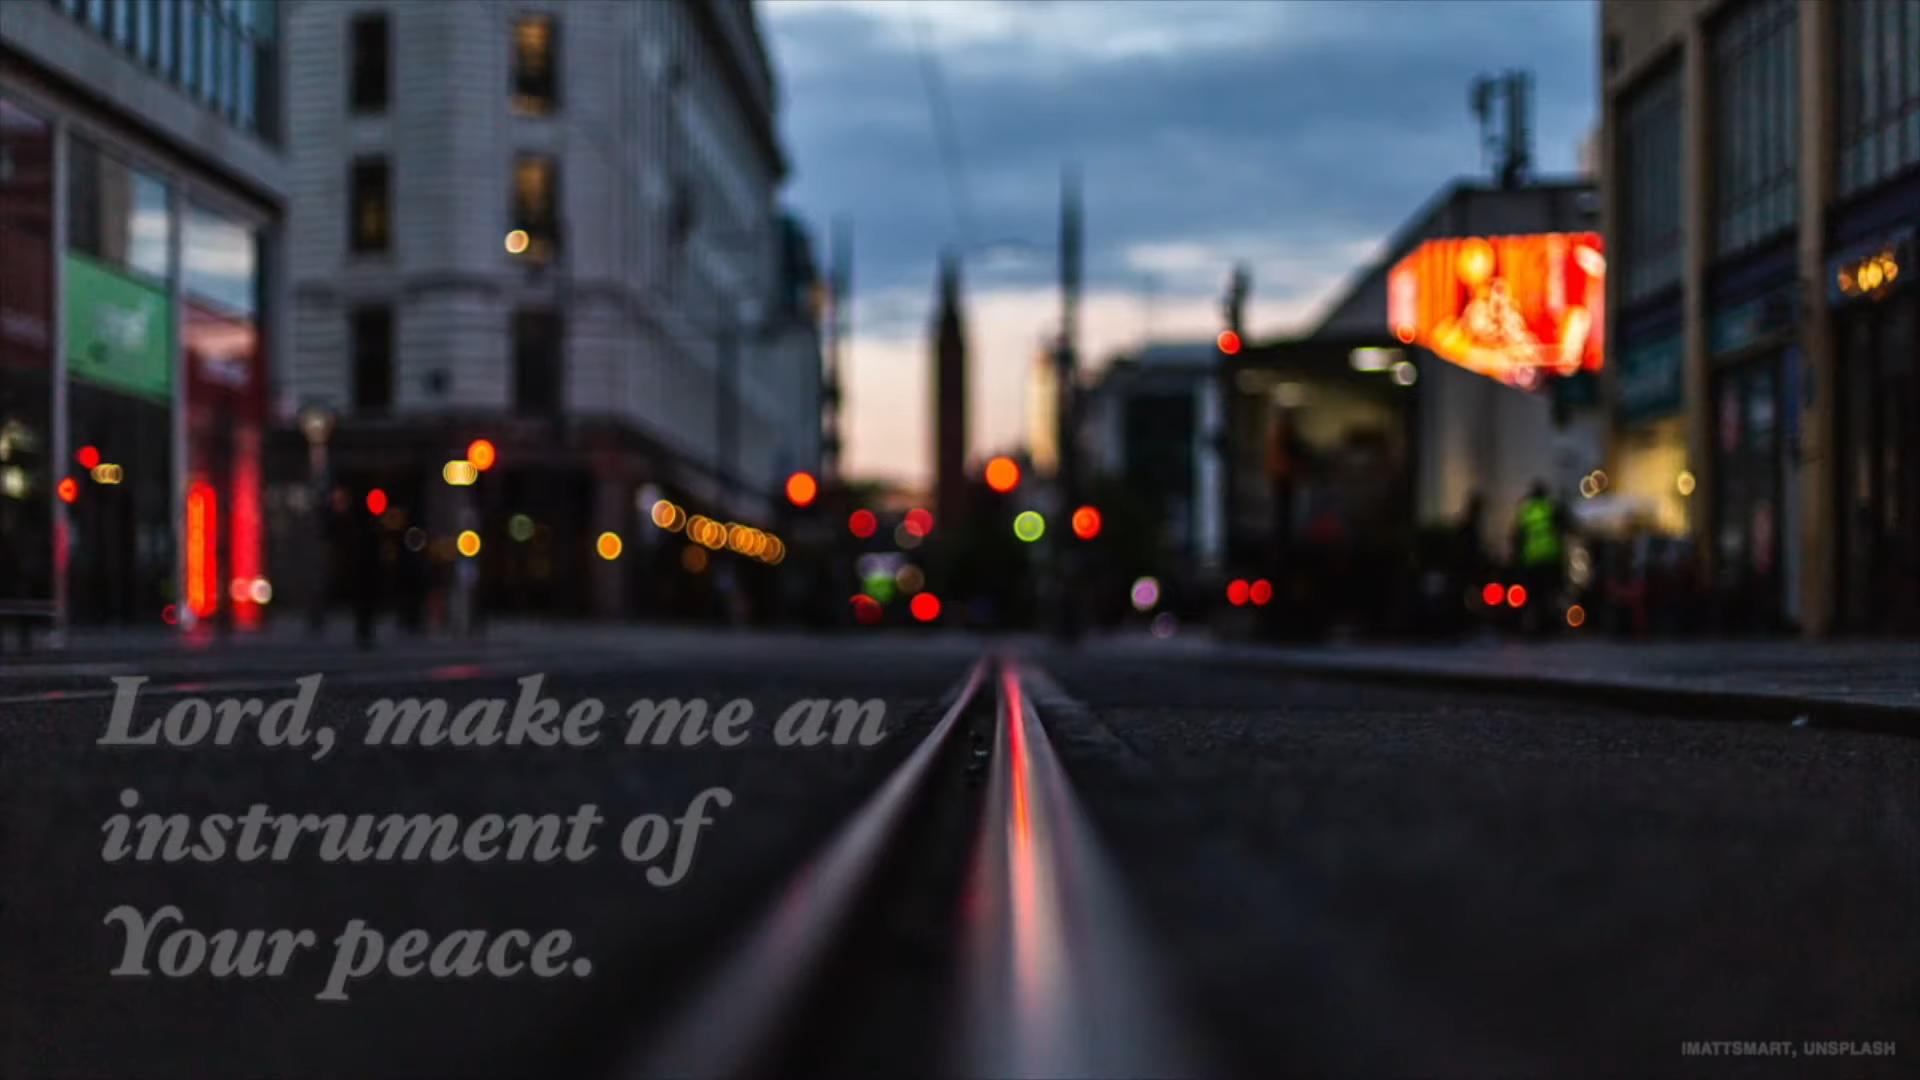 Lord, make me an
instrument of
Your peace.
IMATTSMART, UNSPLASH